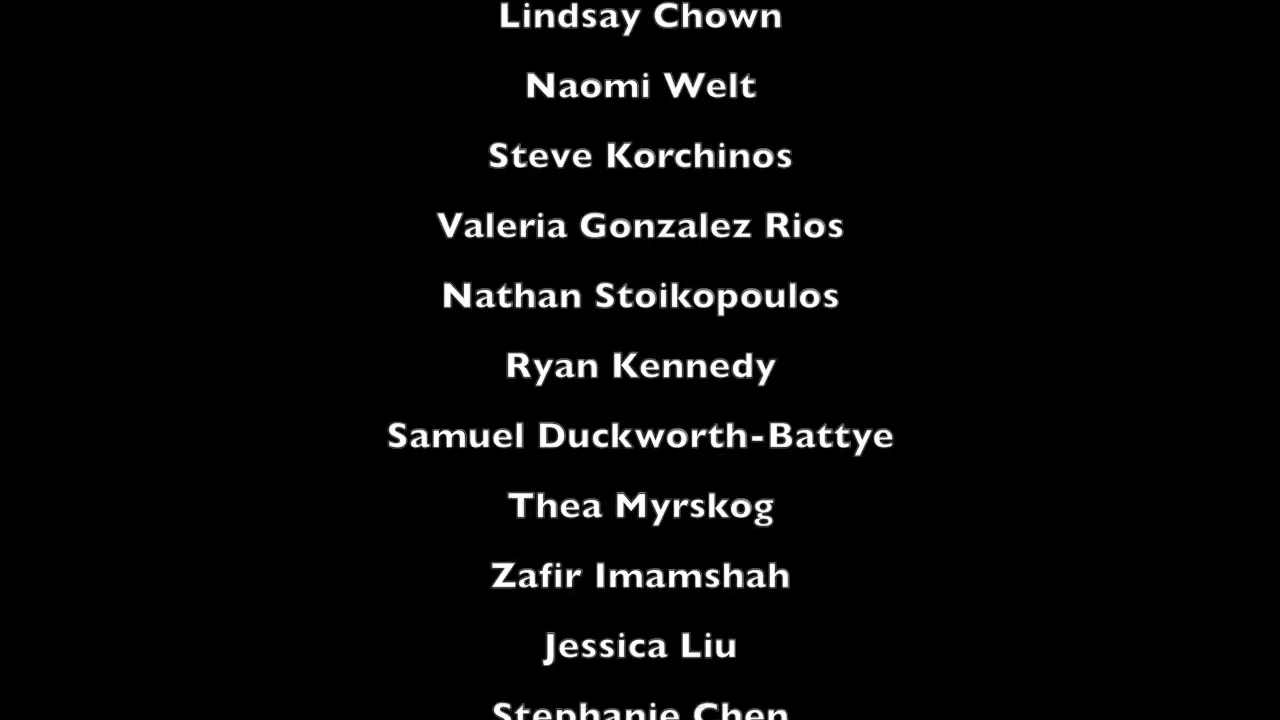 Lindsay Chown
Naomi Welt
Steve Korchinos
Valeria Gonzalez Rios
Nathan Stoikopoulos
Ryan Kennedy
Samuel Duckworth-Battye
Thea Myrskog
Zafir Imamshah
Jessica Liu
Stephanie Chen